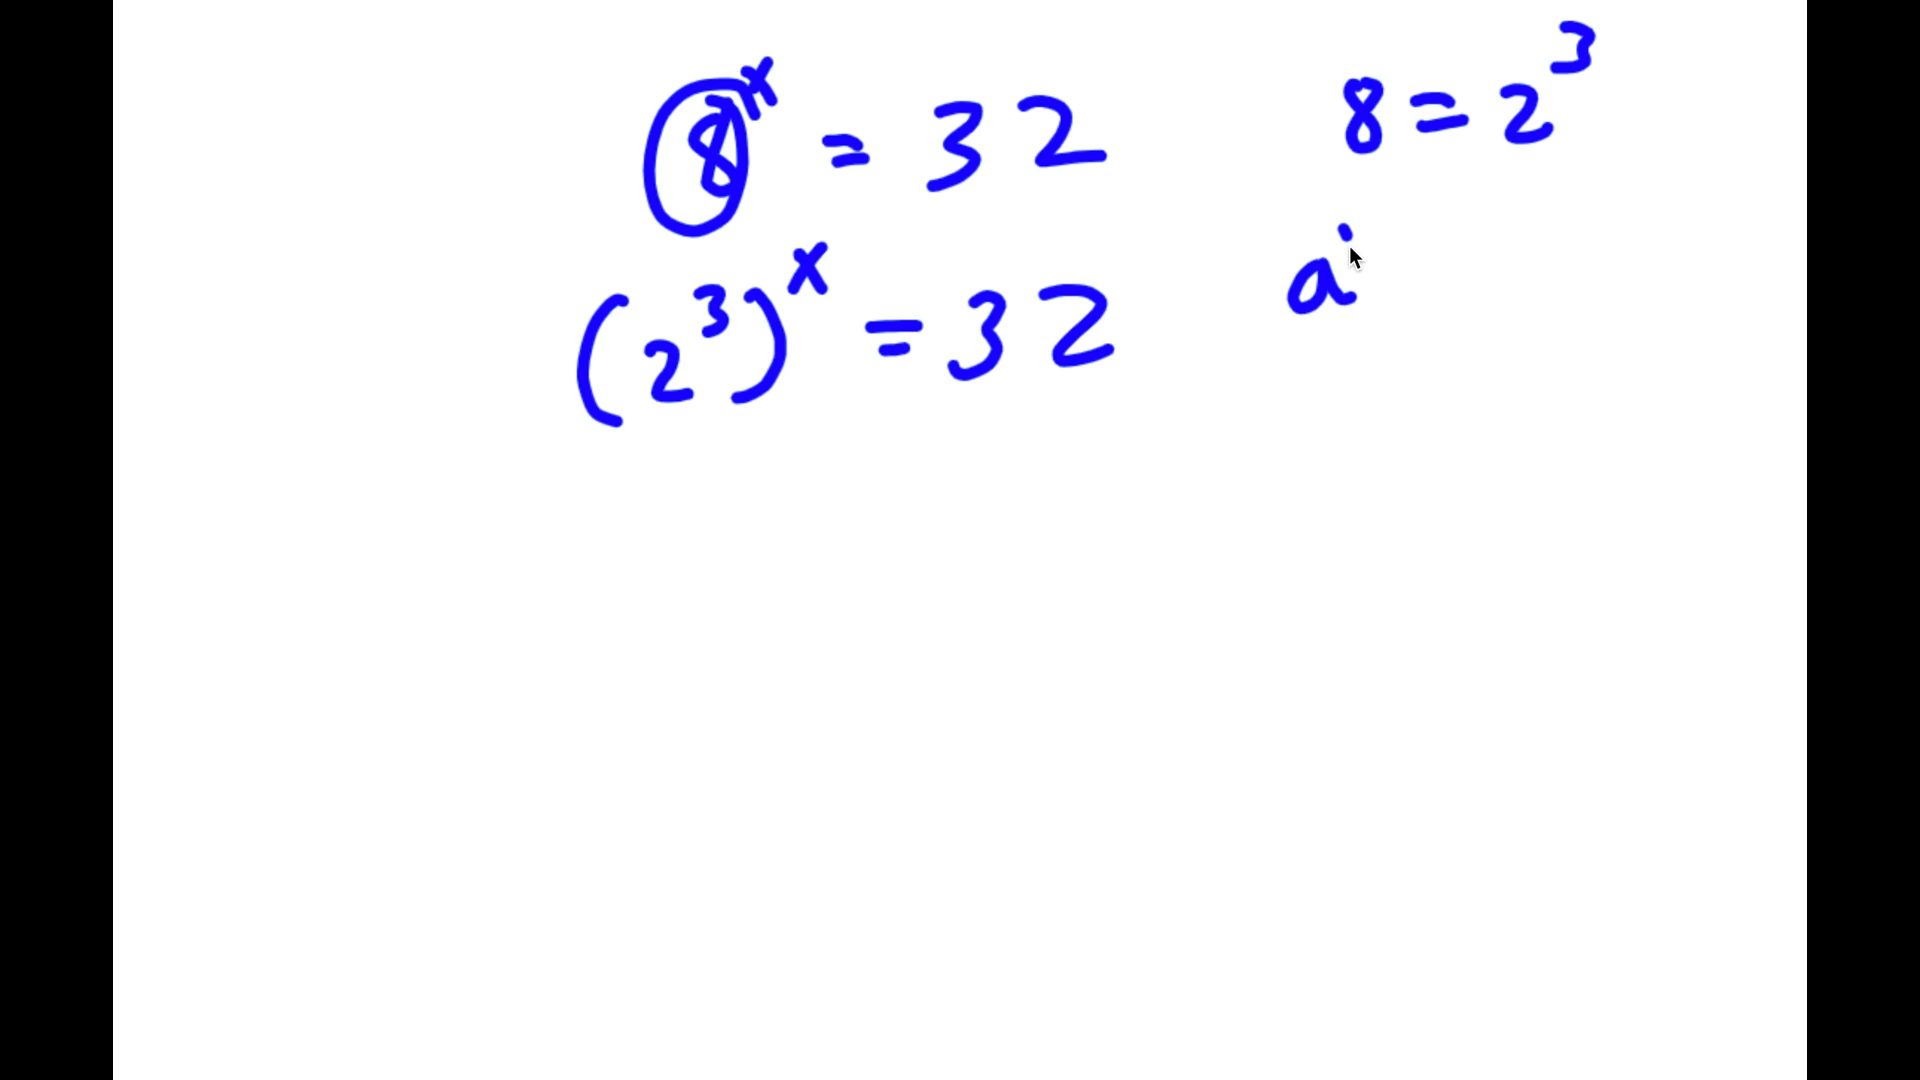 8^x = 32
8 = 2^3
(2^3)^x = 32
a